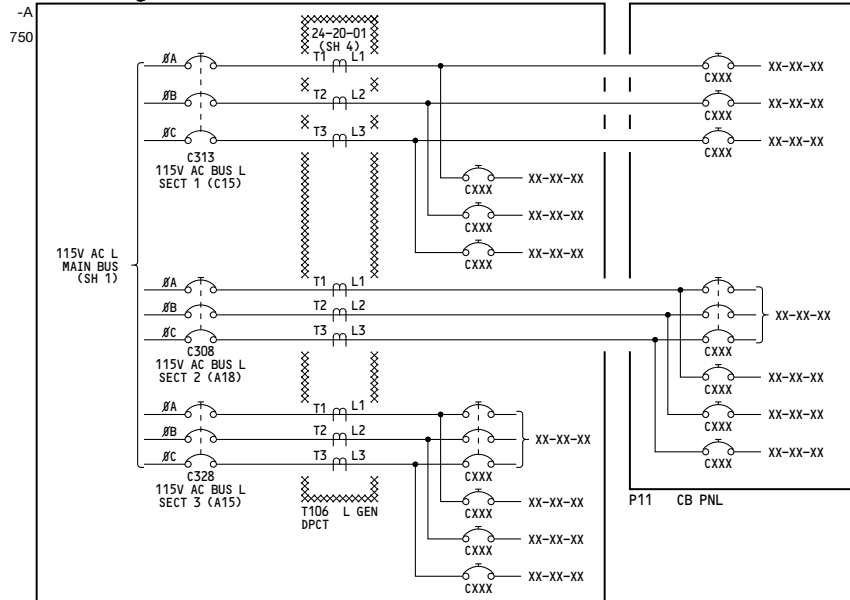 -A
750
24-20-01
(SH 4)
ØA
T1 L1
CXXX
XX-XX-XX
ØB
T2 L2
CXXX
XX-XX-XX
ØC
T3 L3
CXXX
XX-XX-XX
C313
115V AC BUS L
SECT 1 (C15)
CXXX
XX-XX-XX
CXXX
XX-XX-XX
CXXX
XX-XX-XX
115V AC L
MAIN BUS
(SH 1)
ØA
T1 L1
ØB
T2 L2
XX-XX-XX
ØC
T3 L3
CXXX
C308
115V AC BUS L
SECT 2 (A18)
CXXX
XX-XX-XX
CXXX
XX-XX-XX
CXXX
XX-XX-XX
ØA
T1 L1
ØB
T2 L2
XX-XX-XX
ØC
T3 L3
CXXX
C328
115V AC BUS L
SECT 3 (A15)
T106 L GEN
DPCT
CXXX
XX-XX-XX
CXXX
XX-XX-XX
CXXX
XX-XX-XX
P11 CB PNL